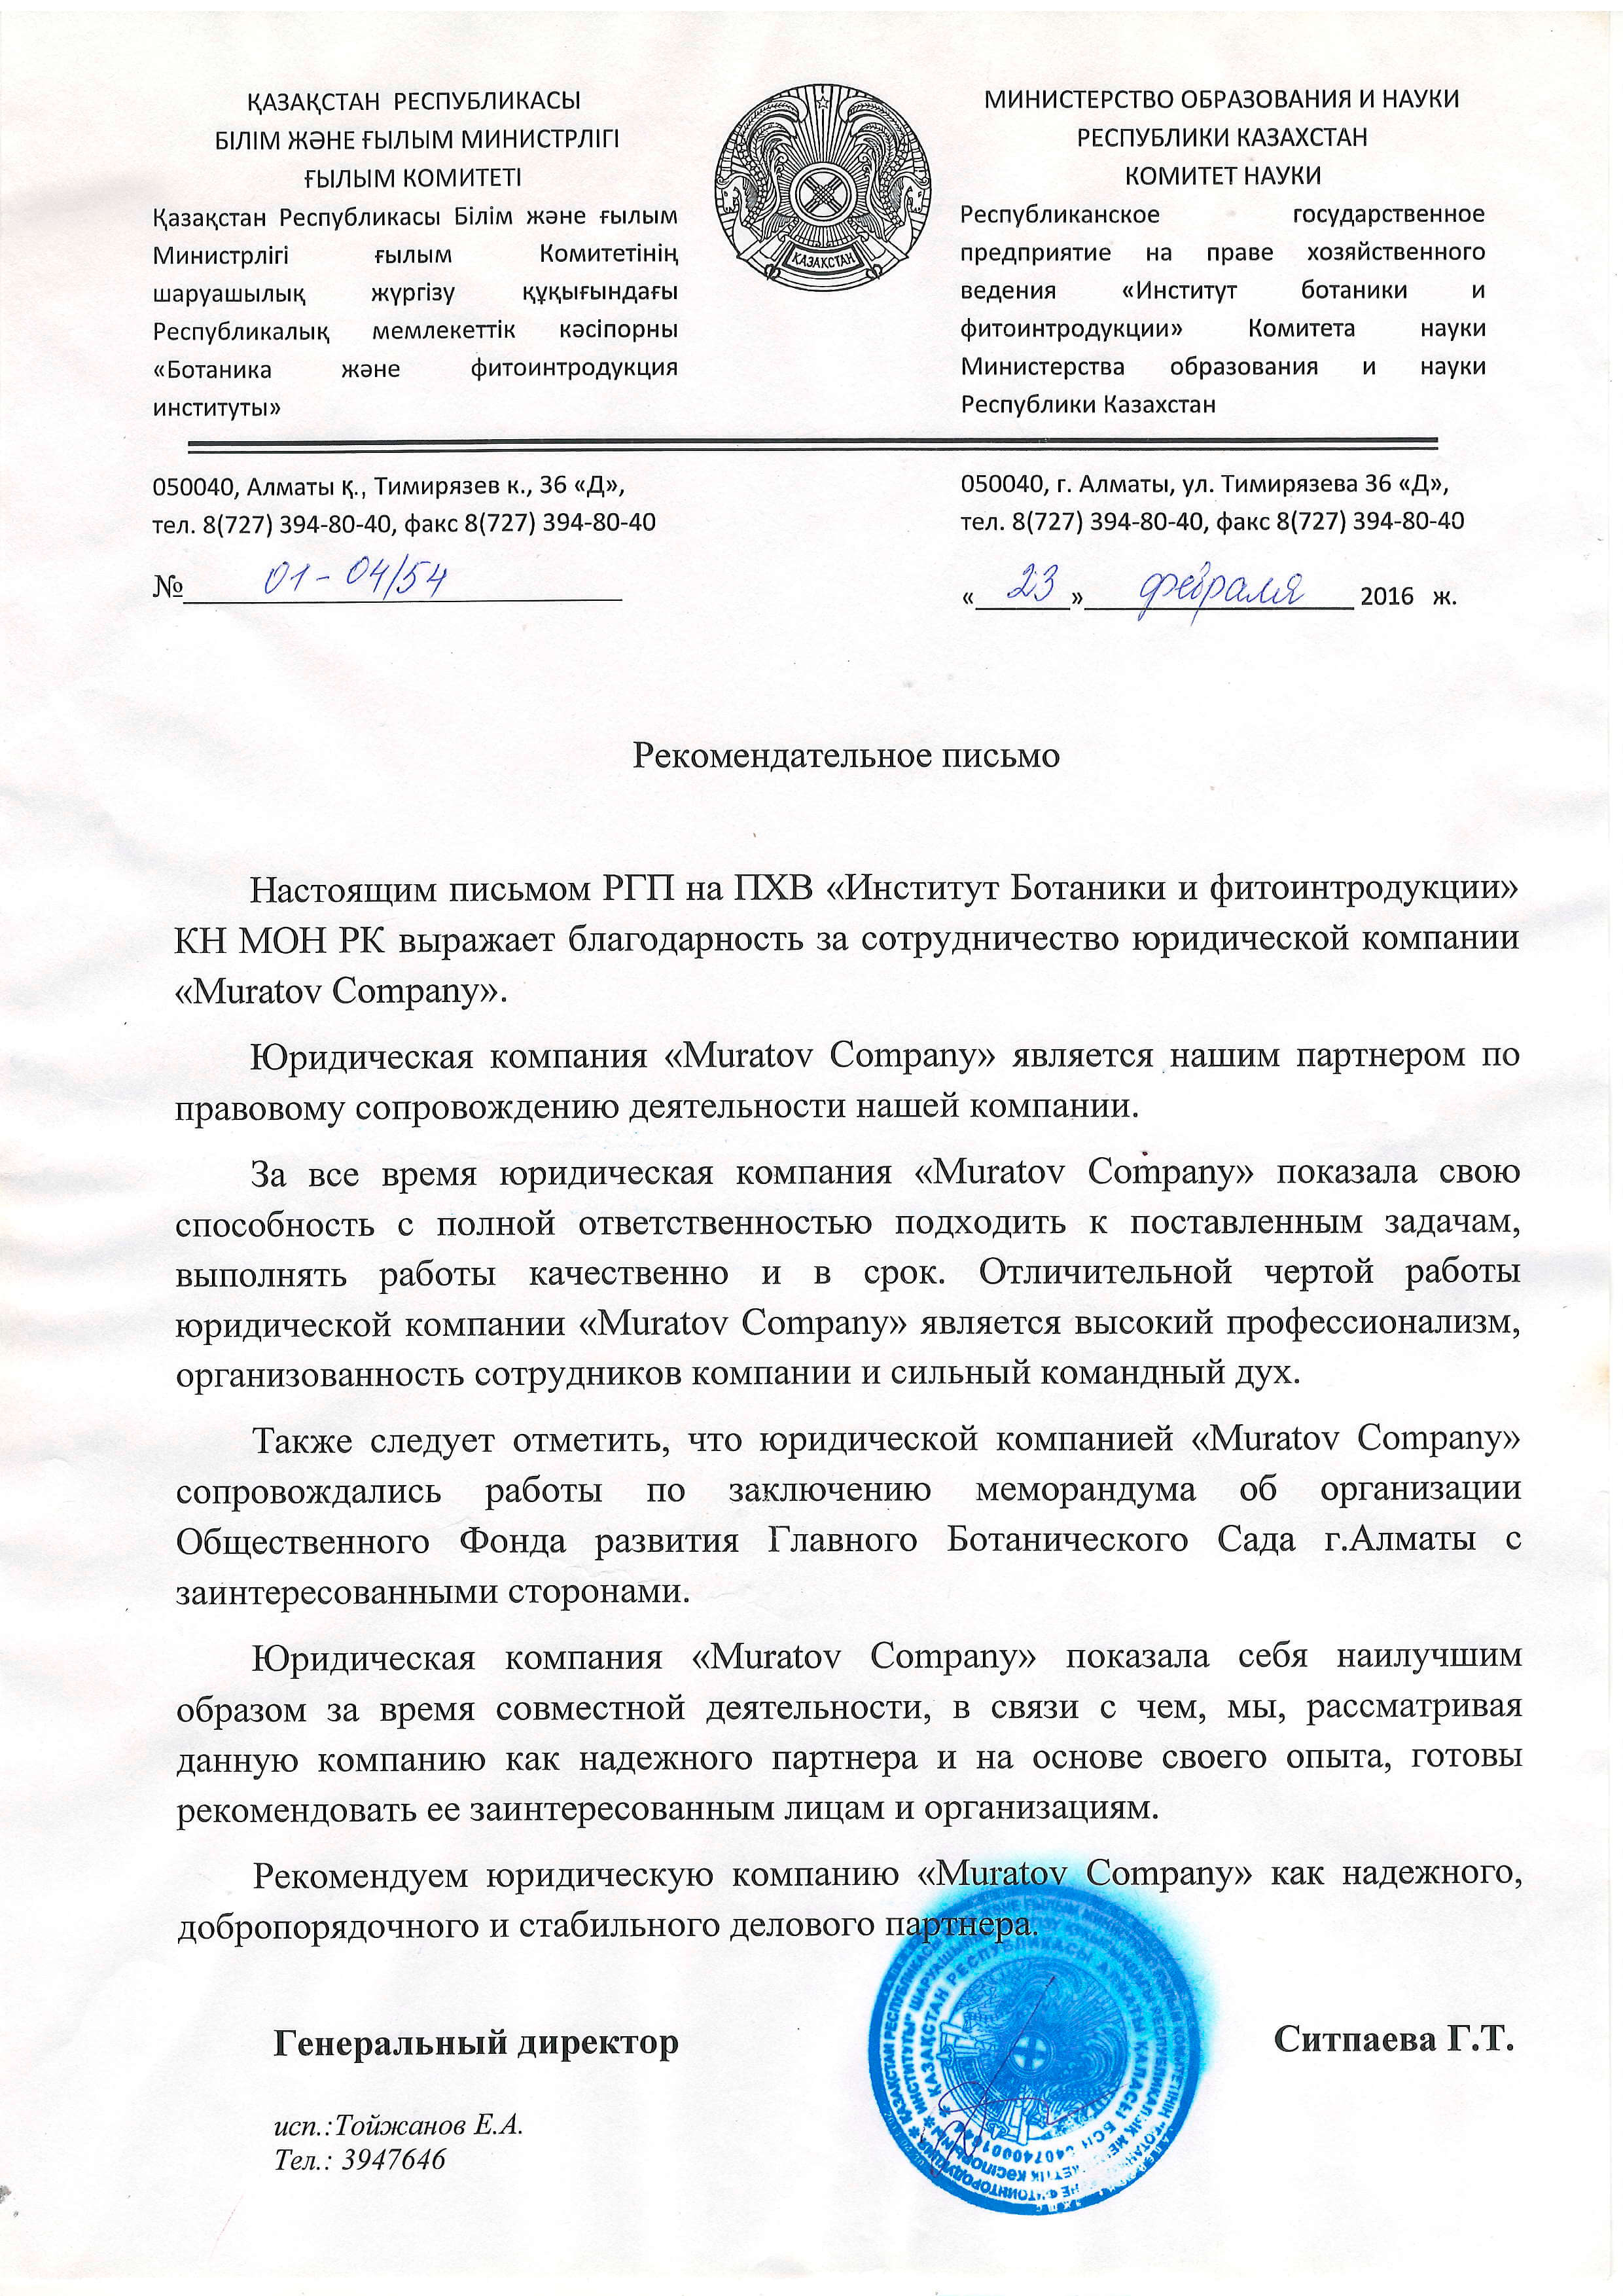 ҚАЗАҚСТАН РЕСПУБЛИКАСЫ
БІЛІМ ЖӘНЕ ҒЫЛЫМ МИНИСТРЛІГІ
ҒЫЛЫМ КОМИТЕТІ
Қазақстан Республикасы Білім және ғылым
Министрлігі ғылым Комитетінің
шаруашылық жүргізу құқығындағы
Республикалық мемлекеттік кәсіпорны
«Ботаника және фитоинтродукция
институты»
ҚАЗАҚСТАН
МИНИСТЕРСТВО ОБРАЗОВАНИЯ И НАУКИ
РЕСПУБЛИКИ КАЗАХСТАН
КОМИТЕТ НАУКИ
Республиканское государственное
предприятие на праве хозяйственного
ведения «Институт ботаники и
фитоинтродукции» Комитета науки
Министерства образования и науки
Республики Казахстан
050040, Алматы қ., Тимирязев к., 36 «Д»,
тел. 8(727) 394-80-40, факс 8(727) 394-80-40
№ 01-04/54
050040, г. Алматы, ул. Тимирязева 36 «Д»,
тел. 8(727) 394-80-40, факс 8(727) 394-80-40
«23» февраля 2016 ж.
Рекомендательное письмо
Настоящим письмом РГП на ПХВ «Институт Ботаники и фитоинтродукции»
КН МОН РК выражает благодарность за сотрудничество юридической компании
«Muratov Company».
Юридическая компания «Muratov Company» является нашим партнером по
правовому сопровождению деятельности нашей компании.
За все время юридическая компания «Muratov Company» показала свою
способность с полной ответственностью подходить к поставленным задачам,
выполнять работы качественно и в срок. Отличительной чертой работы
юридической компании «Muratov Company» является высокий профессионализм,
организованность сотрудников компании и сильный командный дух.
Также следует отметить, что юридической компанией «Muratov Company»
сопровождались работы по заключению меморандума об организации
Общественного Фонда развития Главного Ботанического Сада г.Алматы с
заинтересованными сторонами.
Юридическая компания «Muratov Company» показала себя наилучшим
образом за время совместной деятельности, в связи с чем, мы, рассматривая
данную компанию как надежного партнера и на основе своего опыта, готовы
рекомендовать ее заинтересованным лицам и организациям.
Рекомендуем юридическую компанию «Muratov Company» как надежного,
добропорядочного и стабильного делового партнера.
Генеральный директор
Ситпаева Г.Т.
ҚАЗАҚСТАН РЕСПУБЛИКАСЫ АЛМАТЫ ҚАЛАСЫ БСН
исп.:Тойжанов Е.А.
Тел.: 3947646